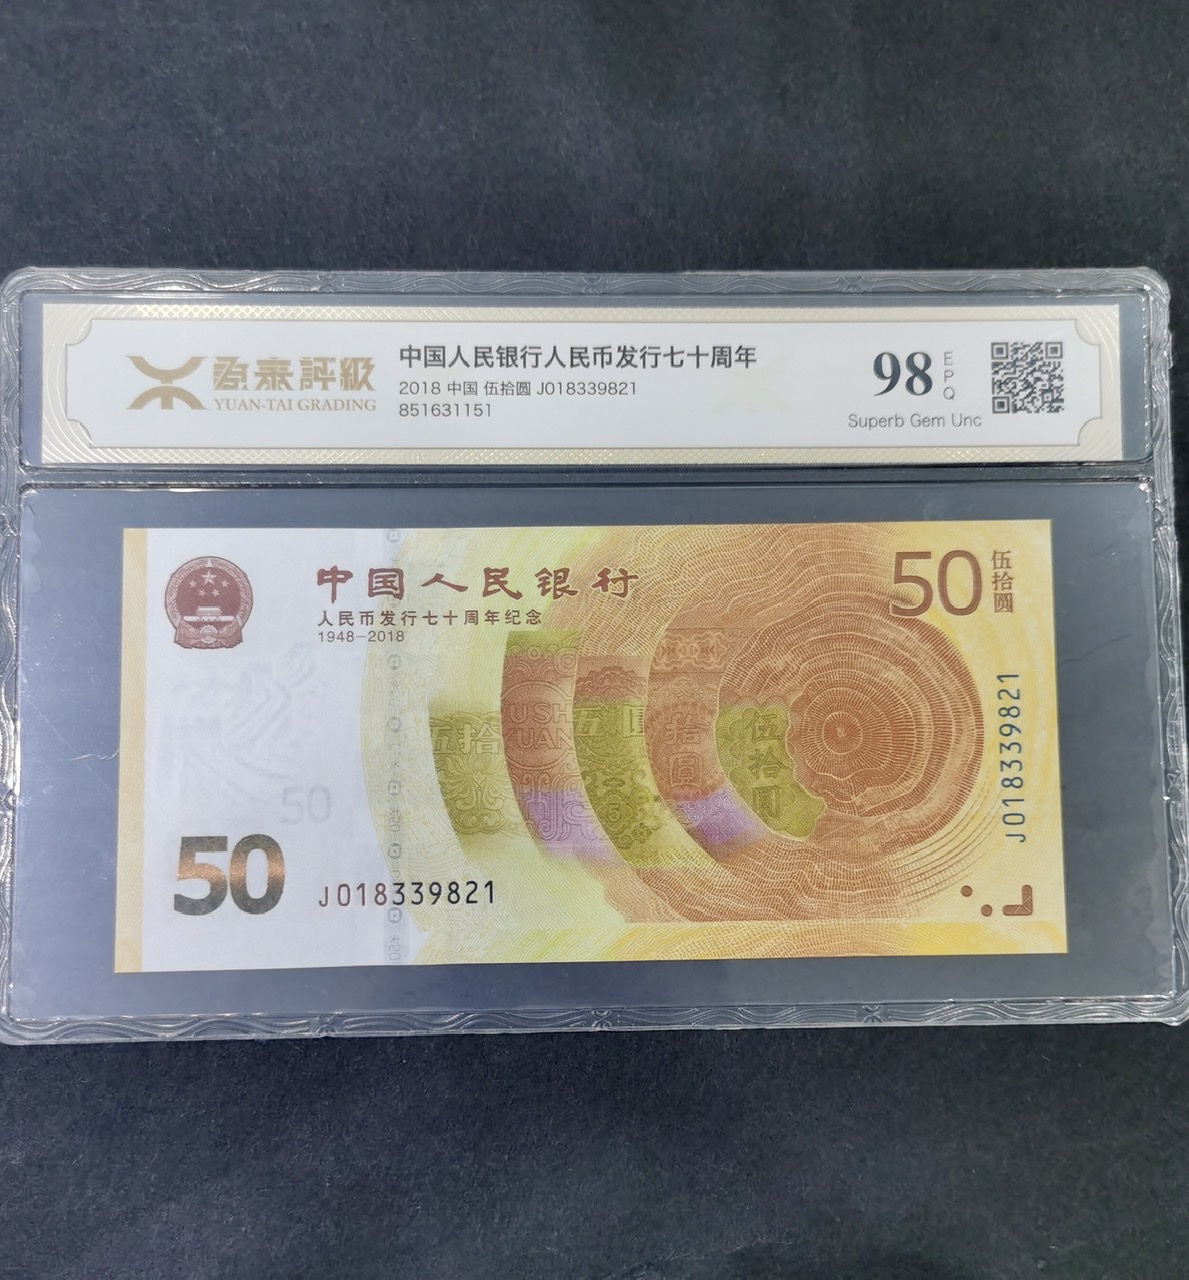 源泰評級
YUAN-TAI GRADING
中国人民银行人民币发行七十周年
2018 中国 伍拾圆 J018339821
851631151
98
EPQ
Superb Gem Unc
中国人民银行
人民币发行七十周年纪念
1948-2018
50
伍拾圆
伍拾
WUSHI
YUAN
五
圆
拾圆
伍拾圆
50
J018339821
50
J018339821